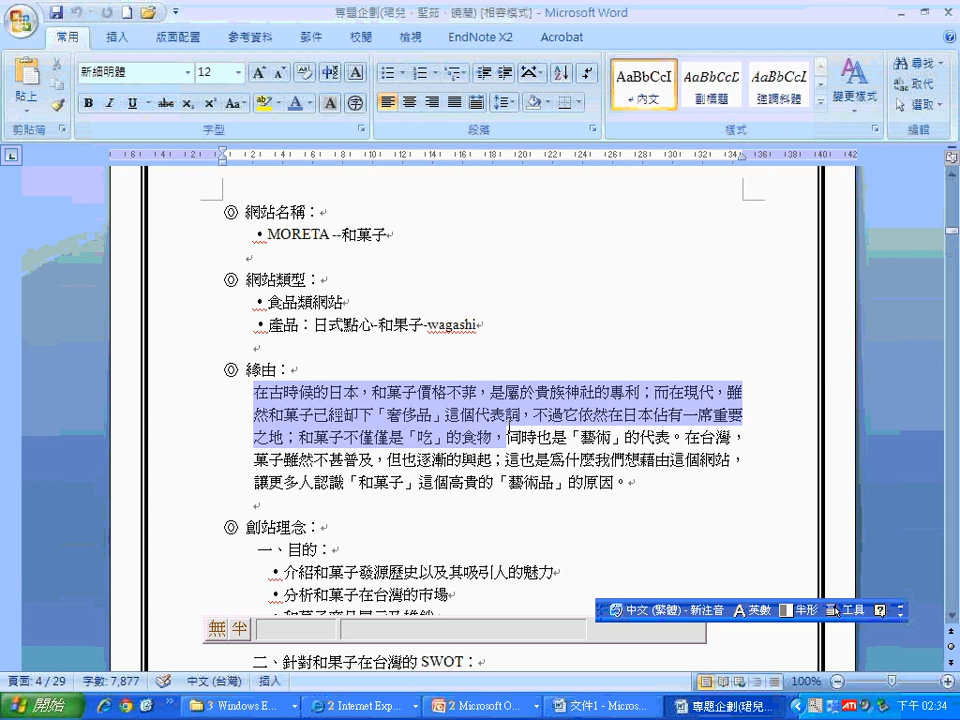 專題企劃(珺兒、聖茹、曉蘭) [相容模式] - Microsoft Word
常用 插入 版面配置 參考資料 郵件 校閱 檢視 EndNote X2 Acrobat
新細明體 12
AaBbCcI AaBbCcD AaBbCcL
貼上
↵內文 副標題 強調斜體 變更樣式
尋找
取代
選取
剪貼簿 字型 段落 樣式 編輯
◎ 網站名稱：
•MORETA --和菓子
◎ 網站類型：
•食品類網站
•產品：日式點心-和果子-wagashi
◎ 緣由：
在古時候的日本，和菓子價格不菲，是屬於貴族神社的專利；而在現代，雖
然和菓子已經卸下「奢侈品」這個代表詞，不過它依然在日本佔有一席重要
之地；和菓子不僅僅是「吃」的食物，同時也是「藝術」的代表。在台灣，
菓子雖然不甚普及，但也逐漸的興起；這也是為什麼我們想藉由這個網站，
讓更多人認識「和菓子」這個高貴的「藝術品」的原因。
◎ 創站理念：
一、目的：
•介紹和菓子發源歷史以及其吸引人的魅力
•分析和菓子在台灣的市場
中文 (繁體) - 新注音 英數 半形 工具
無 半
二、針對和果子在台灣的 SWOT：
頁面: 4 / 29 字數: 7,877 中文 (台灣) 插入 100%
開始 3 Windows E... 2 Internet Exp... 2 Microsoft O... 文件1 - Micros... 專題企劃(珺兒... 下午 02:34